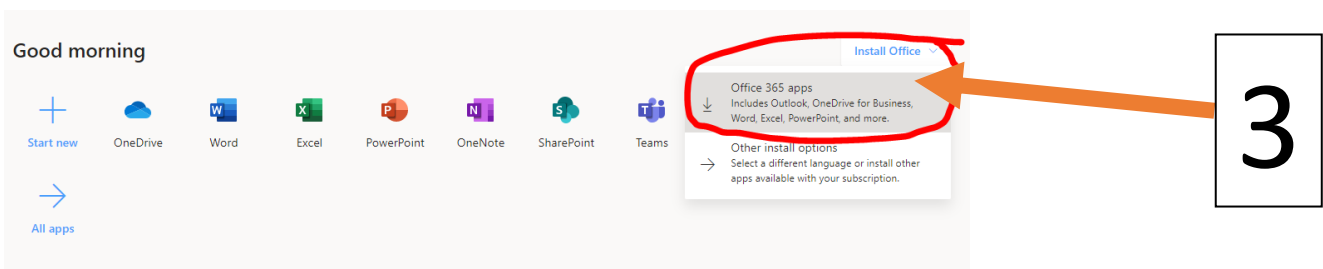 Good morning
Install Office
Office 365 apps
Includes Outlook, OneDrive for Business,
Word, Excel, PowerPoint, and more.
Other install options
Select a different language or install other
apps available with your subscription.
Start new
OneDrive
Word
Excel
PowerPoint
OneNote
SharePoint
Teams
All apps
3